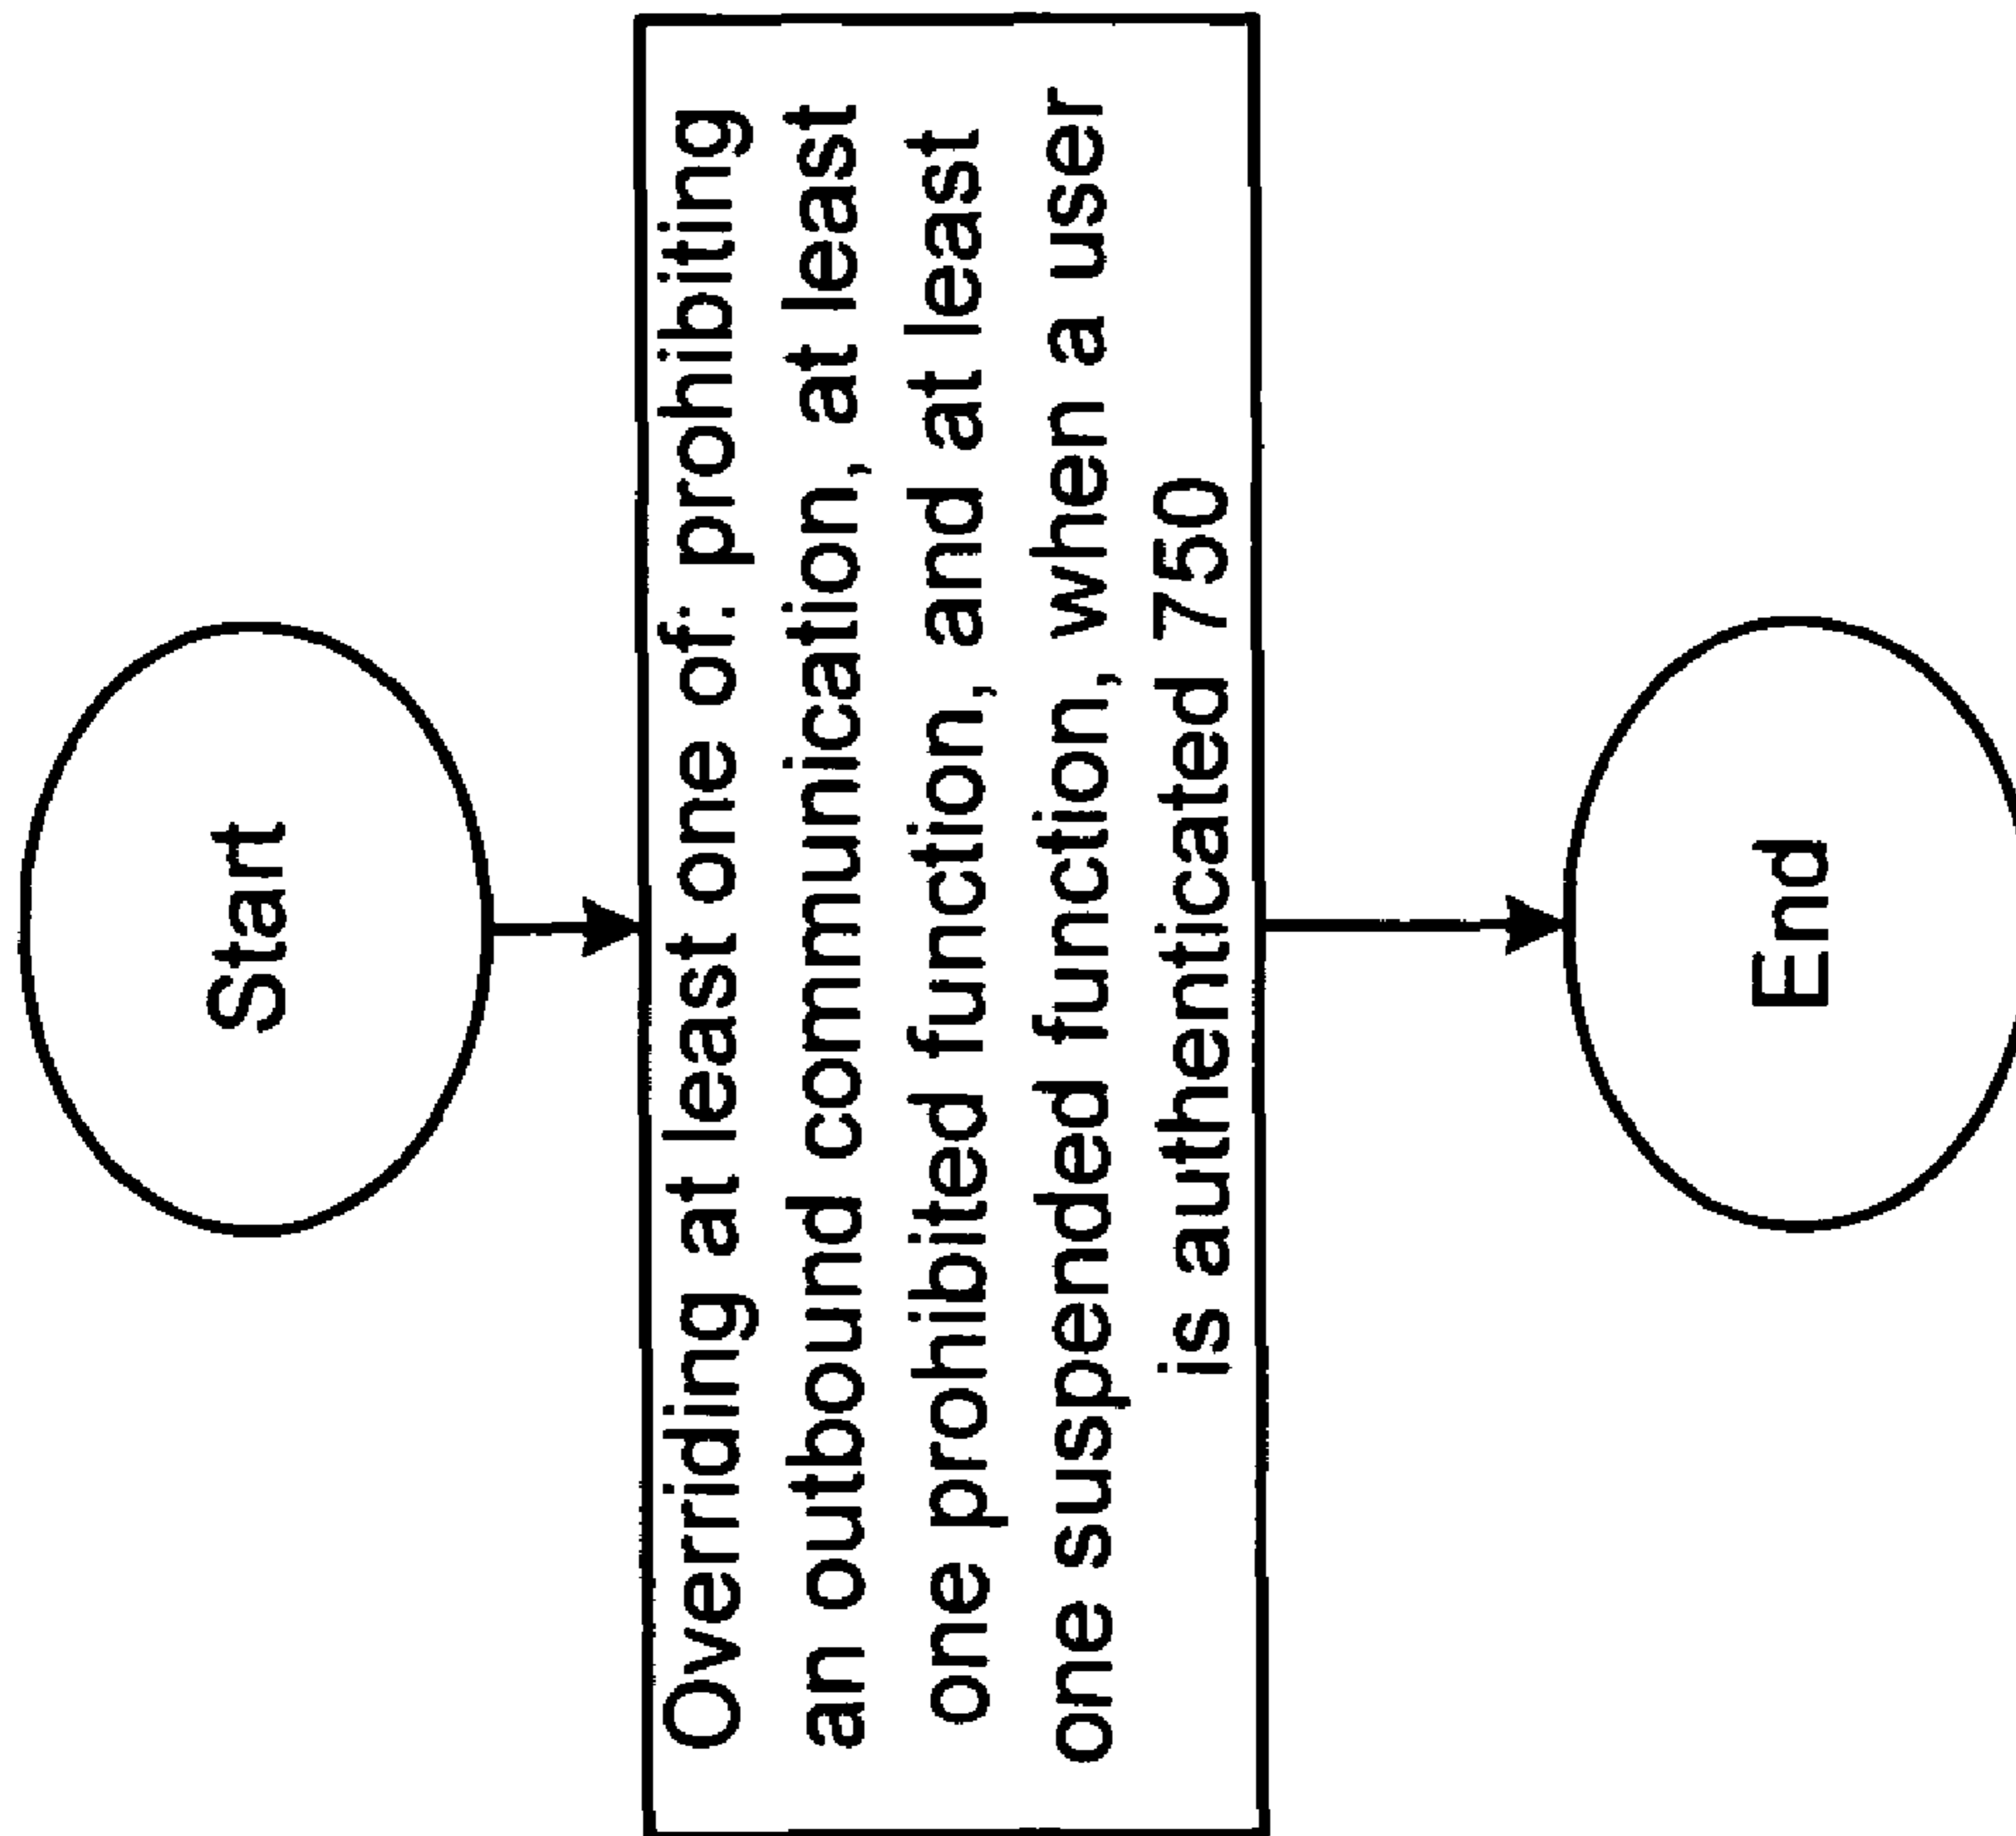 Start
Overriding at least one of: prohibiting
an outbound communication, at least
one prohibited function, and at least
one suspended function, when a user
is authenticated 750
End